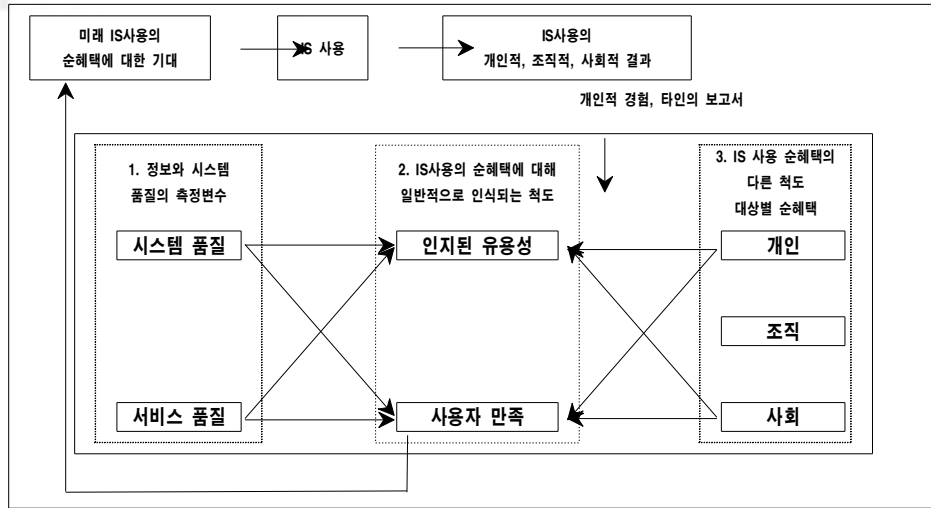 미래 IS사용의
순혜택에 대한 기대
IS 사용
IS사용의
개인적, 조직적, 사회적 결과
개인적 경험, 타인의 보고서
1. 정보와 시스템
품질의 측정변수
2. IS사용의 순혜택에 대해
일반적으로 인식되는 척도
3. IS 사용 순혜택의
다른 척도
대상별 순혜택
시스템 품질
인지된 유용성
개인
조직
서비스 품질
사용자 만족
사회